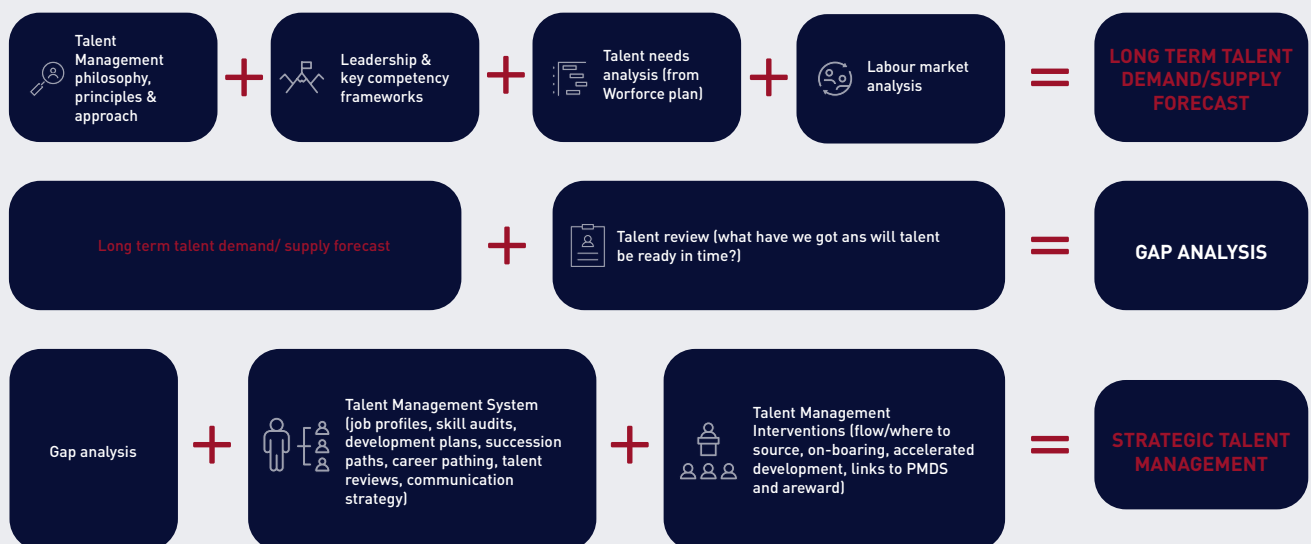 Talent
Management
philosophy,
principles &
approach
Leadership &
key competency
frameworks
Talent needs
analysis (from
Worforce plan)
Labour market
analysis
LONG TERM TALENT
DEMAND/SUPPLY
FORECAST
Long term talent demand/ supply forecast
Talent review (what have we got ans will talent
be ready in time?)
GAP ANALYSIS
Gap analysis
Talent Management System
(job profiles, skill audits,
development plans, succession
paths, career pathing, talent
reviews, communication
strategy)
Talent Management
Interventions (flow/where to
source, on-boaring, accelerated
development, links to PMDS
and areward)
STRATEGIC TALENT
MANAGEMENT